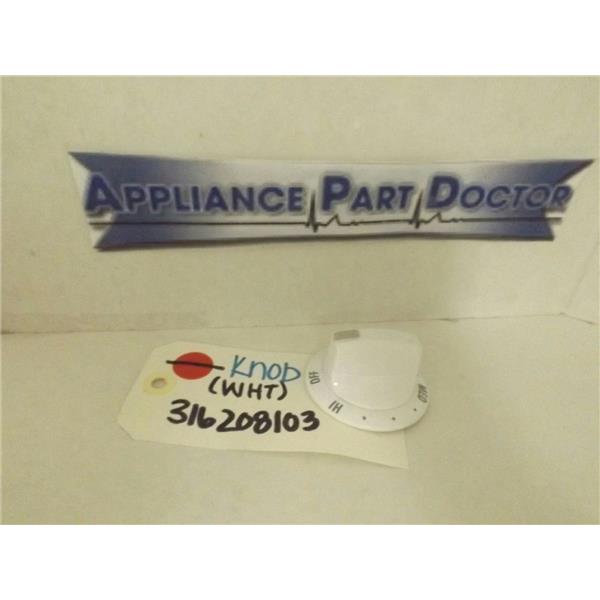 APPLIANCE PART DOCTOR
KNOB
(WHT)
316208103
OFF
HI
MED